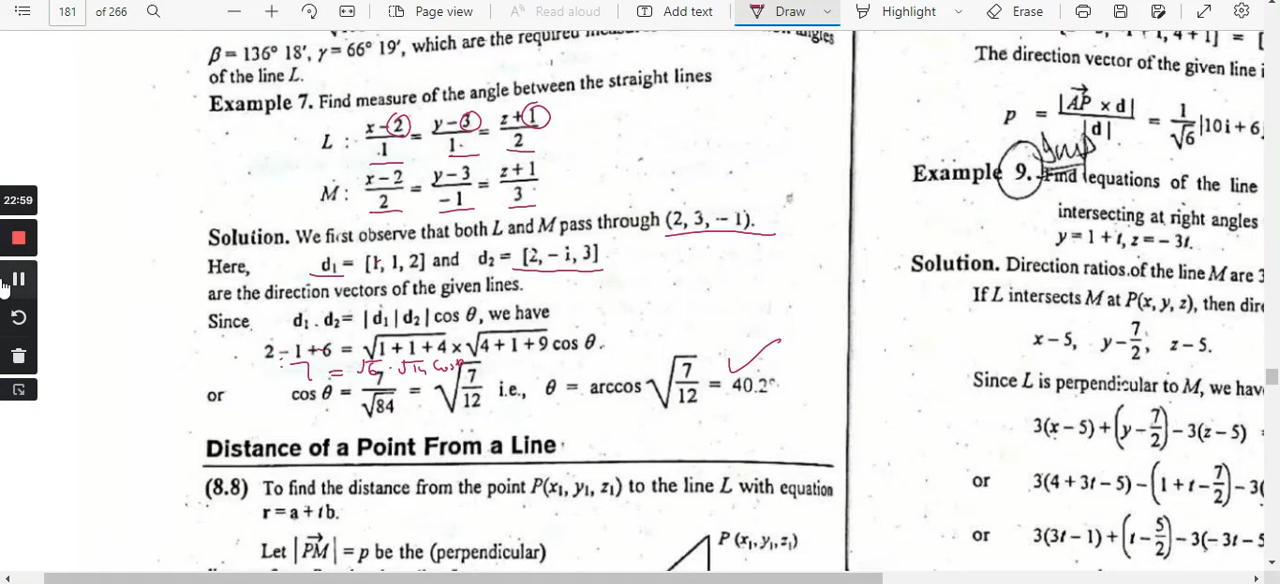 181 of 266
Page view
Read aloud
Add text
Draw
Highlight
Erase
22:59
β = 136° 18′, γ = 66° 19′, which are the required angles
of the line L.
Example 7. Find measure of the angle between the straight lines
L : x−2/1 = y−3/1 = z+1/2
M : x−2/2 = y−3/−1 = z+1/3
Solution. We first observe that both L and M pass through (2, 3, −1).
Here, d₁ = [1, 1, 2] and d₂ = [2, −i, 3]
are the direction vectors of the given lines.
Since d₁ . d₂ = |d₁| |d₂| cos θ, we have
2 − 1 + 6 = √1 + 1 + 4 × √4 + 1 + 9 cos θ.
7 = √6 · √14 cos
or cos θ = 7/√84 = √7/12 i.e., θ = arccos √7/12 = 40.2°
Distance of a Point From a Line
(8.8) To find the distance from the point P(x₁, y₁, z₁) to the line L with equation
r = a + tb.
Let |PM| = p be the (perpendicular)
P (x₁, y₁, z₁)
4 + 1] = [
The direction vector of the given line i
p = |AP × d|/|d| = 1/√6 |10i + 6
Example 9. Find equations of the line
intersecting at right angles
y = 1 + t, z = − 3t.
Solution. Direction ratios of the line M are 3
If L intersects M at P(x, y, z), then dire
x − 5, y − 7/2, z − 5.
Since L is perpendicular to M, we hav
3(x − 5) + (y − 7/2) − 3(z − 5)
or 3(4 + 3t − 5) − (1 + t − 7/2) − 3(
or 3(3t − 1) + (t − 5/2) − 3(− 3t − 5